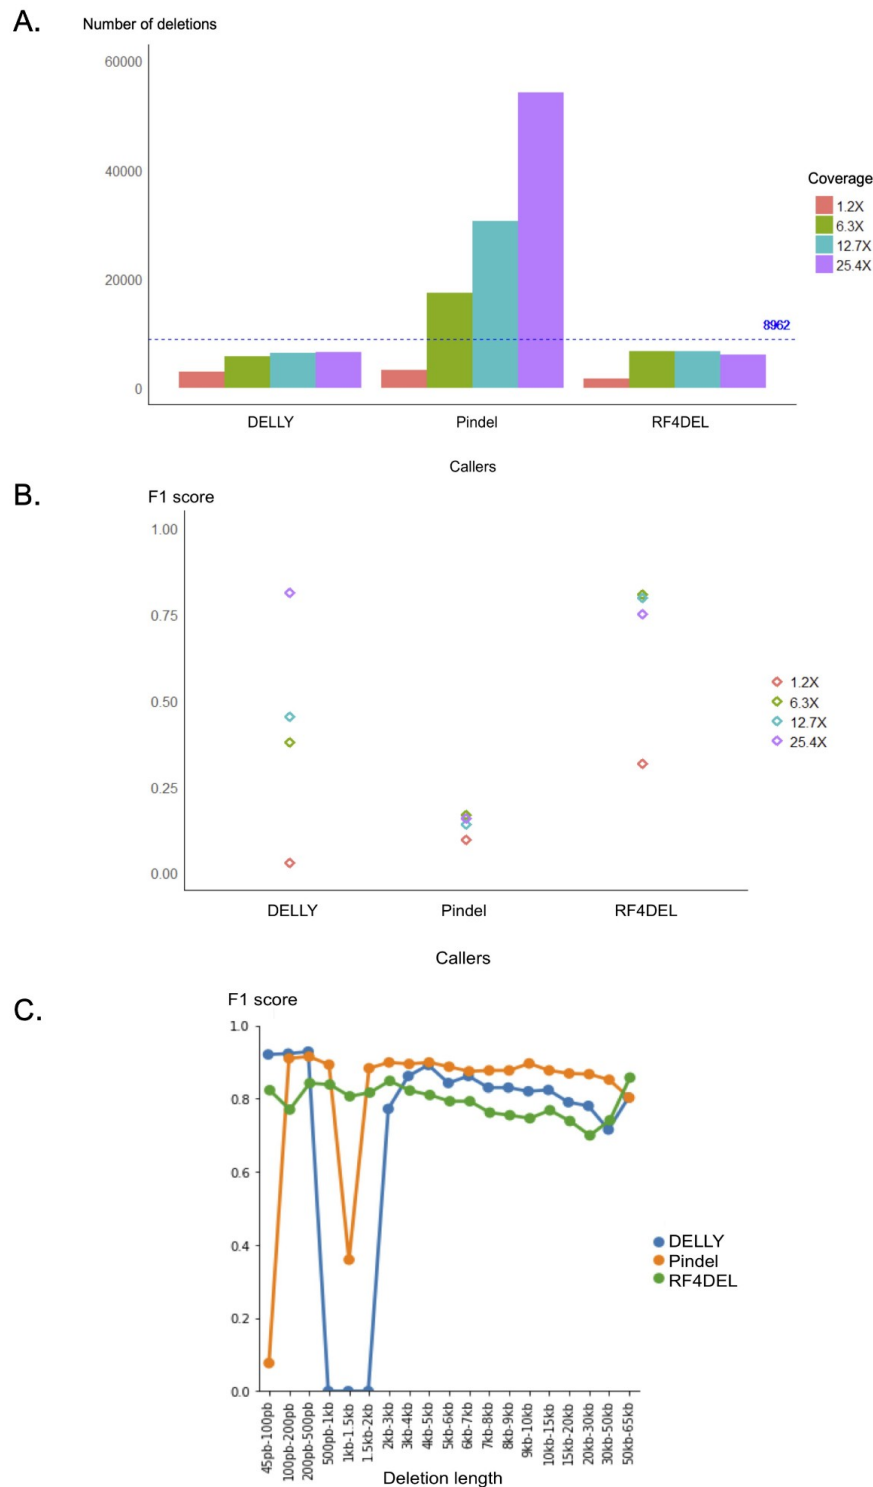 A.
Number of deletions
60000
40000
20000
0
8962
Coverage
1.2X
6.3X
12.7X
25.4X
DELLY Pindel RF4DEL
Callers
B.
F1 score
1.00
0.75
0.50
0.25
0.00
1.2X
6.3X
12.7X
25.4X
DELLY Pindel RF4DEL
Callers
C.
F1 score
1.0
0.8
0.6
0.4
0.2
0.0
DELLY
Pindel
RF4DEL
45pb-100pb
100pb-200pb
200pb-500pb
500pb-1kb
1kb-1.5kb
1.5kb-2kb
2kb-3kb
3kb-4kb
4kb-5kb
5kb-6kb
6kb-7kb
7kb-8kb
8kb-9kb
9kb-10kb
10kb-15kb
15kb-20kb
20kb-30kb
30kb-50kb
50kb-65kb
Deletion length